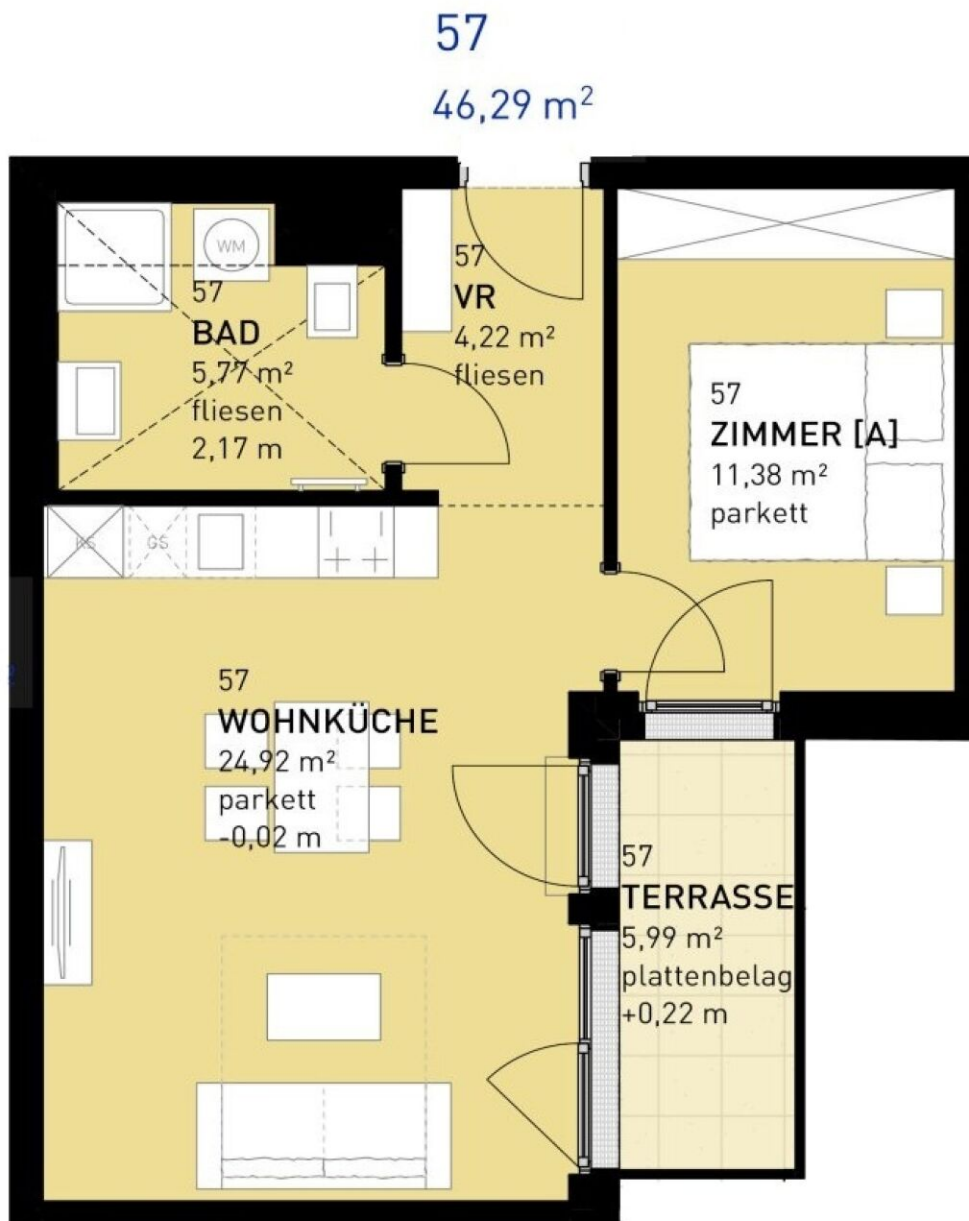 57
46,29 m²
WM
57
BAD
5,77 m²
fliesen
2,17 m
57
VR
4,22 m²
fliesen
57
ZIMMER [A]
11,38 m²
parkett
KS
GS
57
WOHNKÜCHE
24,92 m²
parkett
-0,02 m
57
TERRASSE
5,99 m²
plattenbelag
+0,22 m